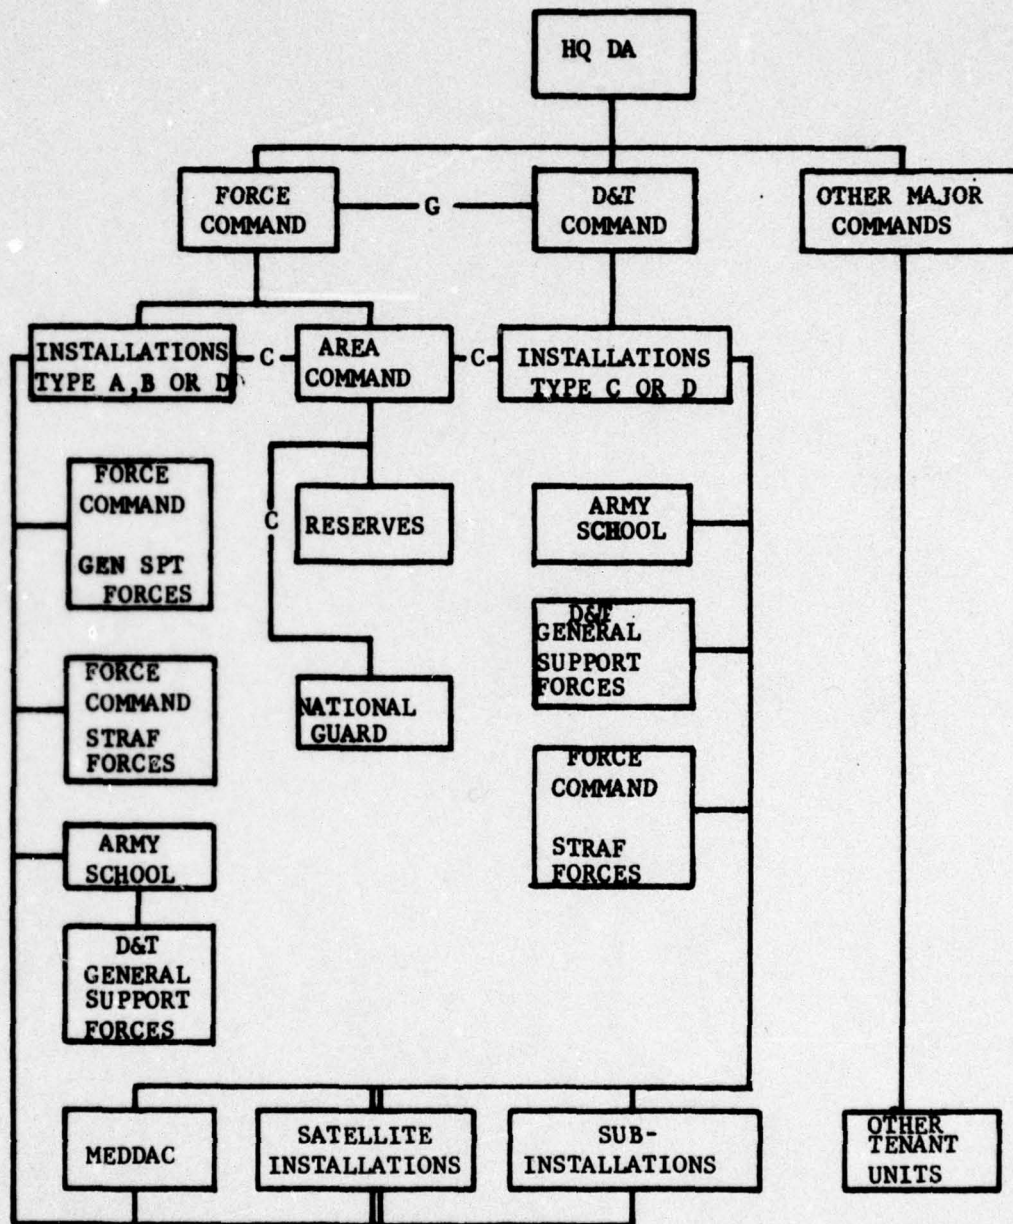 HQ DA
FORCE
COMMAND
G
D&T
COMMAND
OTHER MAJOR
COMMANDS
INSTALLATIONS
TYPE A,B OR D
C
AREA
COMMAND
C
INSTALLATIONS
TYPE C OR D
FORCE
COMMAND
GEN SPT
FORCES
C
RESERVES
ARMY
SCHOOL
D&T
GENERAL
SUPPORT
FORCES
FORCE
COMMAND
STRAF
FORCES
NATIONAL
GUARD
FORCE
COMMAND
STRAF
FORCES
ARMY
SCHOOL
D&T
GENERAL
SUPPORT
FORCES
MEDDAC
SATELLITE
INSTALLATIONS
SUB-
INSTALLATIONS
OTHER
TENANT
UNITS